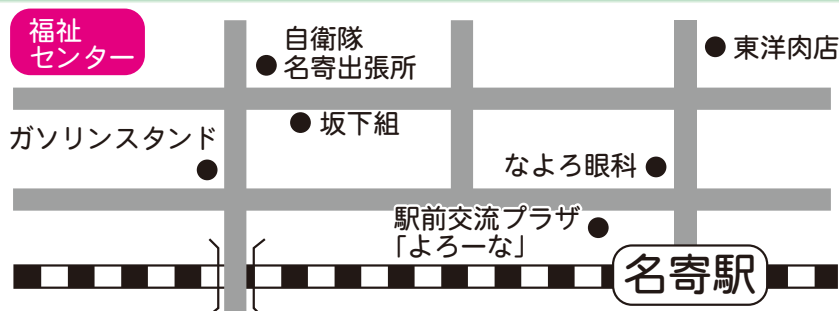 福祉
センター
自衛隊
名寄出張所
東洋肉店
坂下組
ガソリンスタンド
なよろ眼科
駅前交流プラザ
「よろーな」
名寄駅